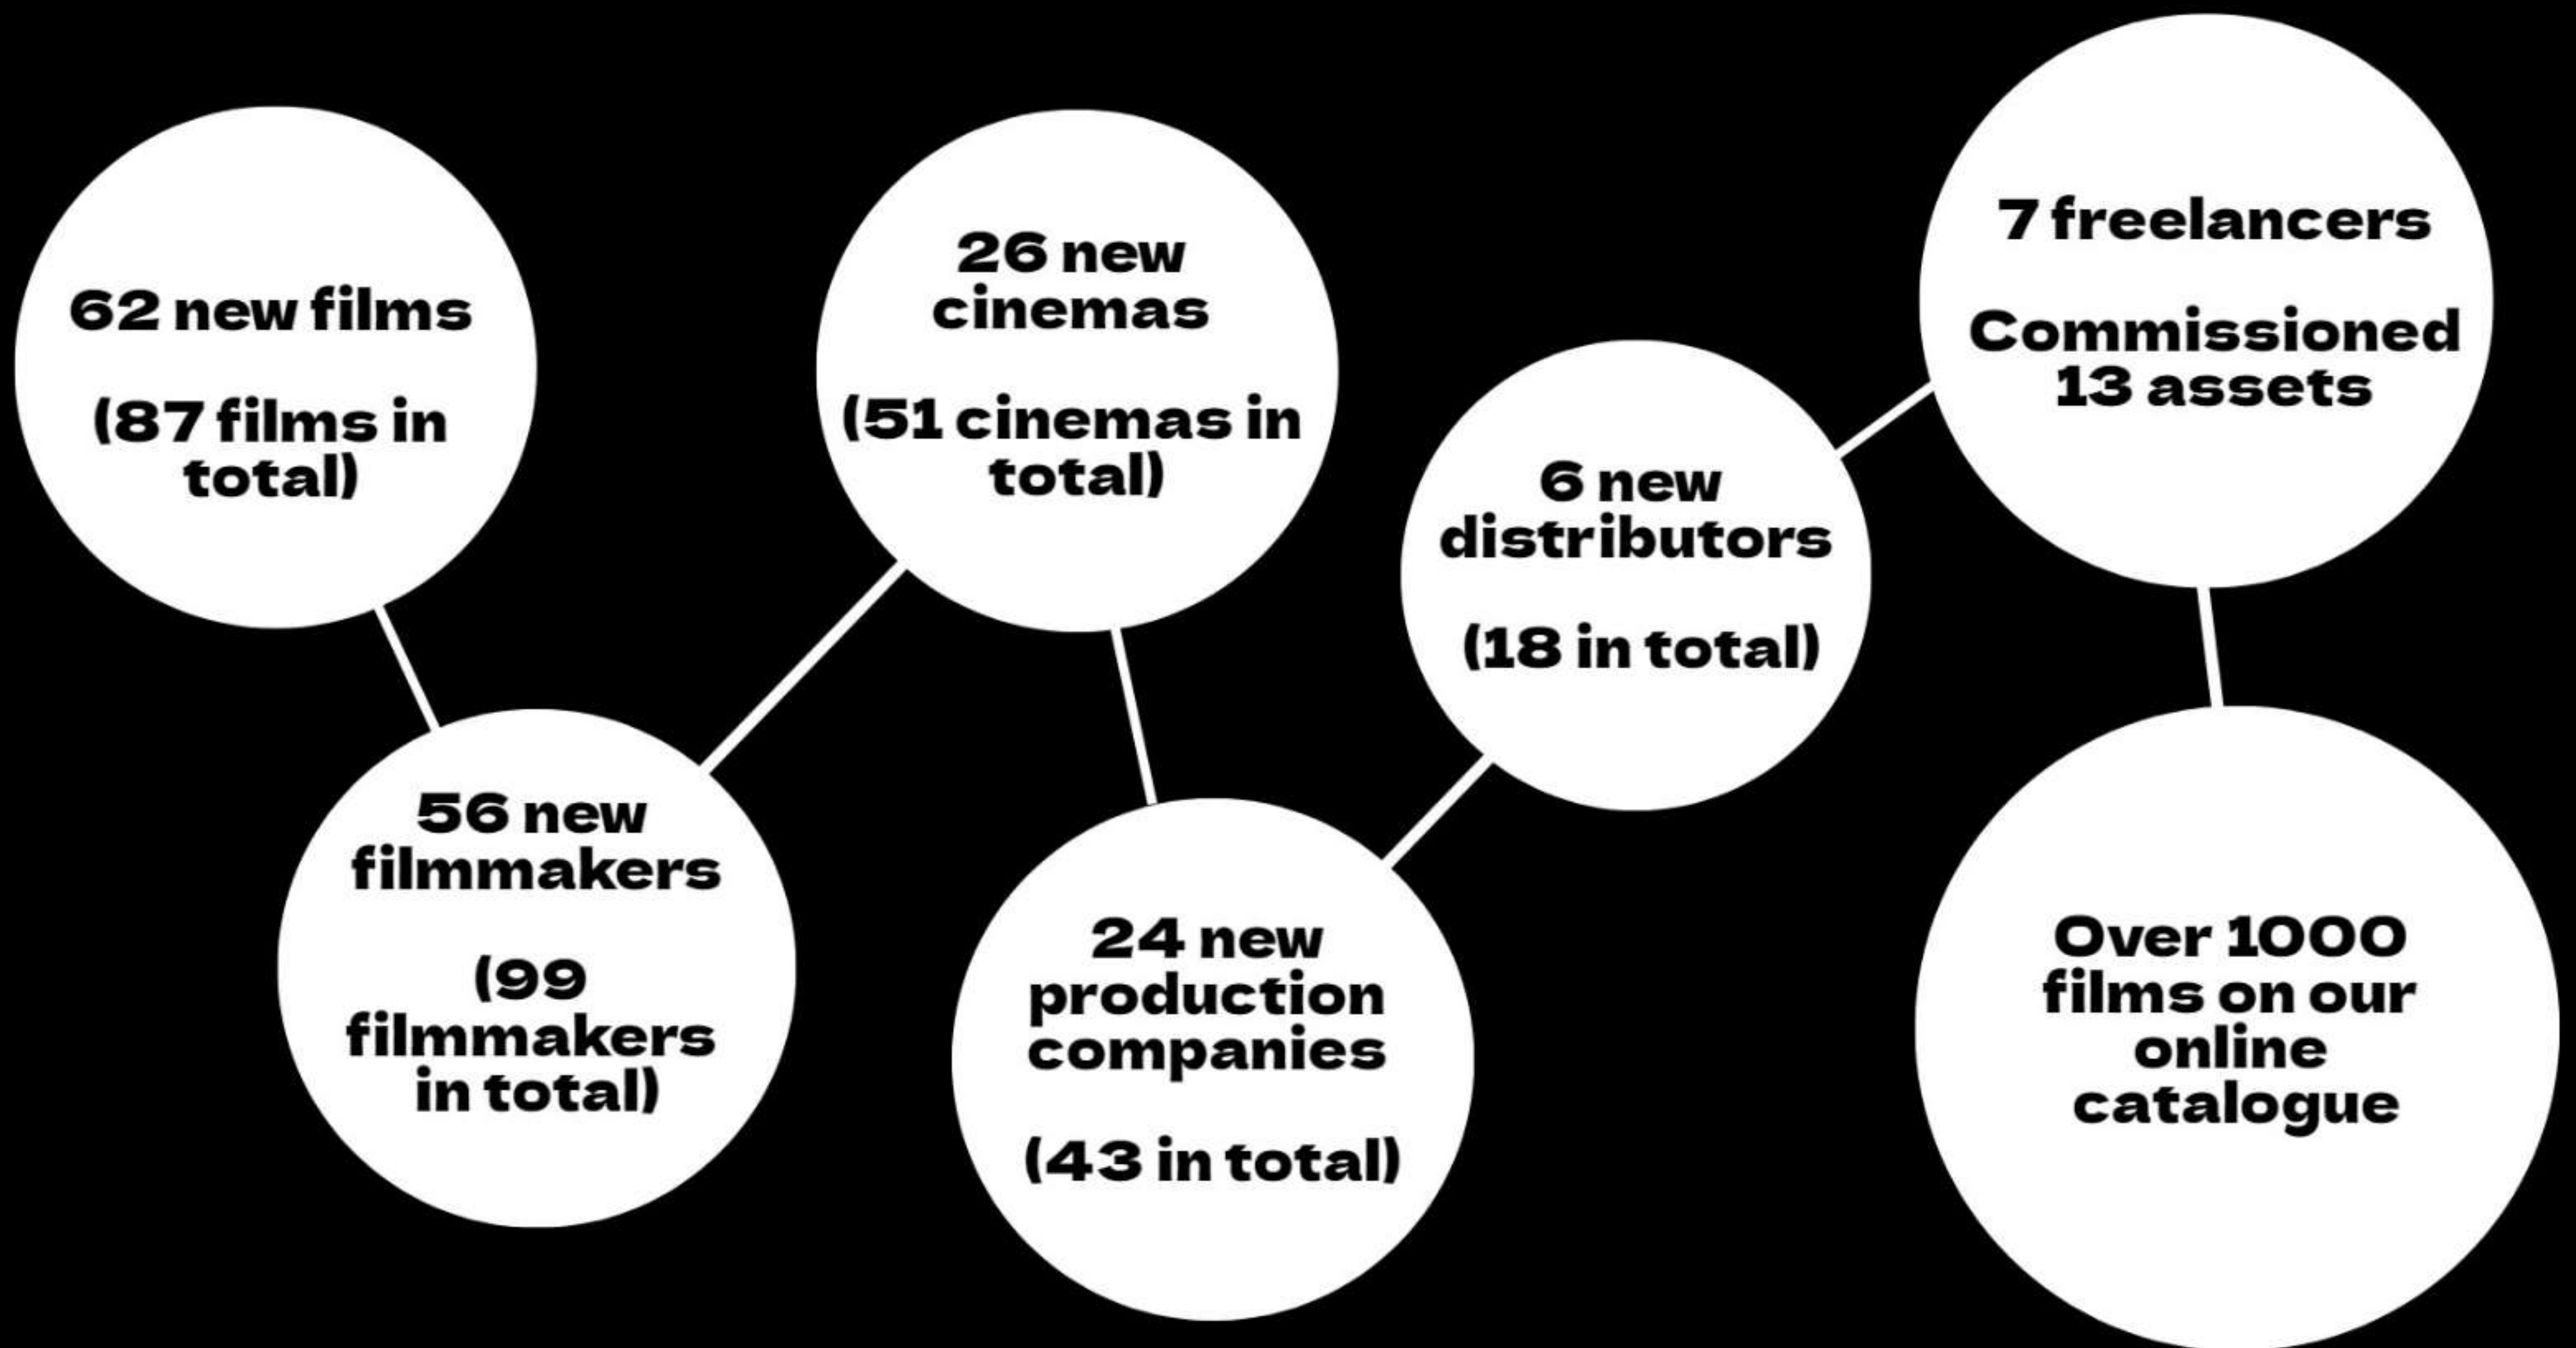 62 new films
(87 films in
total)
56 new
filmmakers
(99
filmmakers
in total)
26 new
cinemas
(51 cinemas in
total)
24 new
production
companies
(43 in total)
6 new
distributors
(18 in total)
7 freelancers
Commissioned
13 assets
Over 1000
films on our
online
catalogue